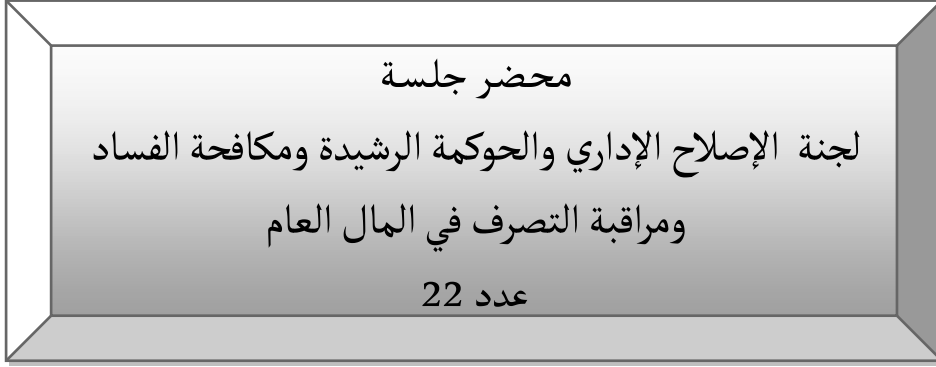 محضر جلسة
لجنة الإصلاح الإداري والحوكمة الرشيدة ومكافحة الفساد
ومراقبة التصرف في المال العام
عدد 22